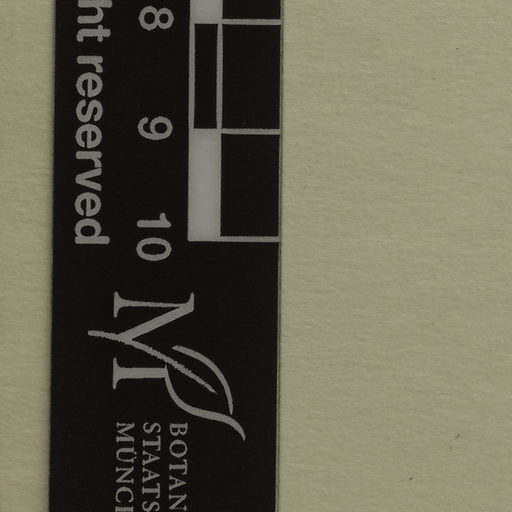 8 9 10
ht reserved
M
BOTAN
STAATS
MÜNCH